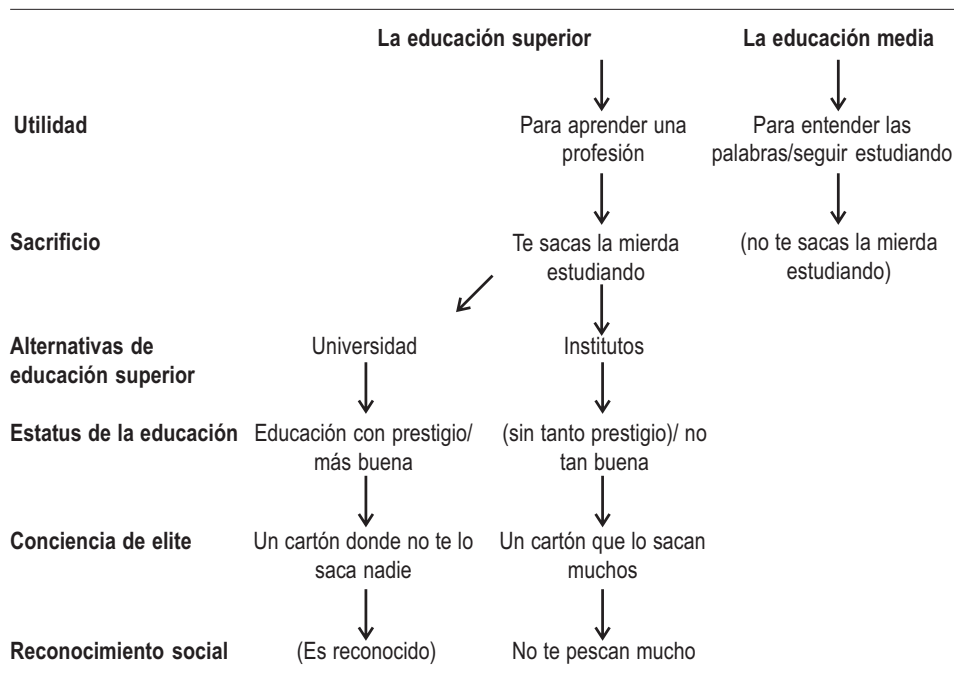 La educación superior La educación media
Utilidad Para aprender una Para entender las
profesión palabras/seguir estudiando
Sacrificio Te sacas la mierda (no te sacas la mierda
estudiando estudiando)
Alternativas de Universidad Institutos
educación superior
Estatus de la educación Educación con prestigio/ (sin tanto prestigio)/ no
más buena tan buena
Conciencia de elite Un cartón donde no te lo Un cartón que lo sacan
saca nadie muchos
Reconocimiento social (Es reconocido) No te pescan mucho